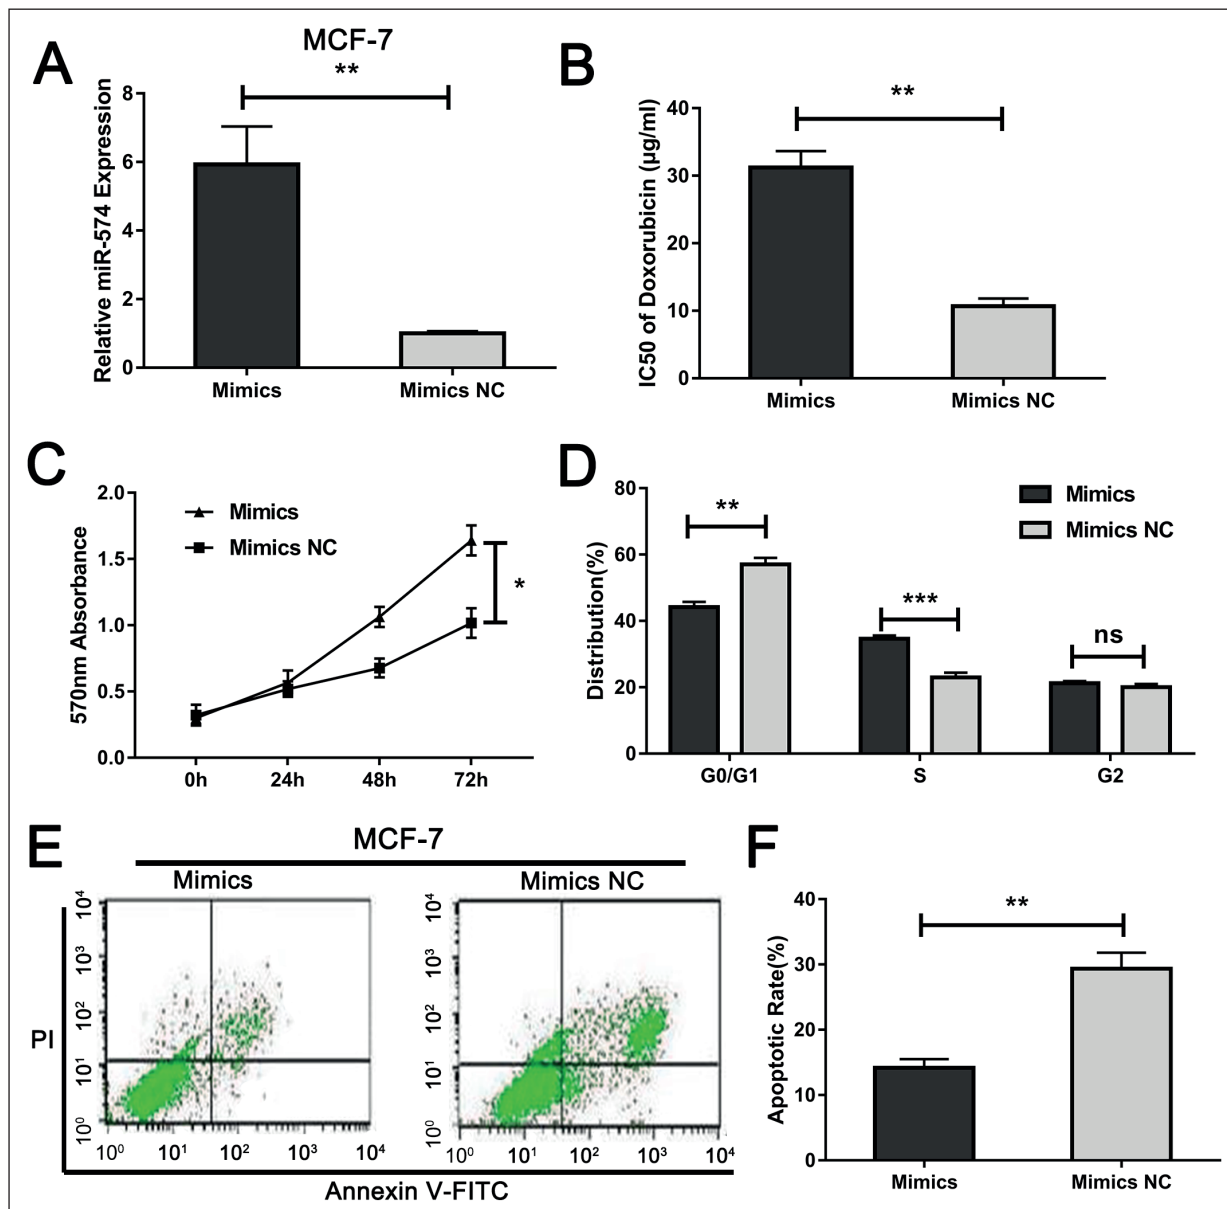 A
MCF-7
**
Relative miR-574 Expression
8
6
4
2
0
Mimics
Mimics NC
B
**
IC50 of Doxorubicin (μg/ml)
40
30
20
10
0
Mimics
Mimics NC
C
570nm Absorbance
2.0
1.5
1.0
0.5
0.0
Mimics
Mimics NC
*
0h
24h
48h
72h
D
Distribution(%)
80
60
40
20
0
Mimics
Mimics NC
**
***
ns
G0/G1
S
G2
E
MCF-7
Mimics
Mimics NC
PI
10⁴
10³
10²
10¹
10⁰
10⁰
10¹
10²
10³
10⁴
10⁴
10³
10²
10¹
10⁰
10⁰
10¹
10²
10³
10⁴
Annexin V-FITC
F
**
Apoptotic Rate(%)
40
30
20
10
0
Mimics
Mimics NC